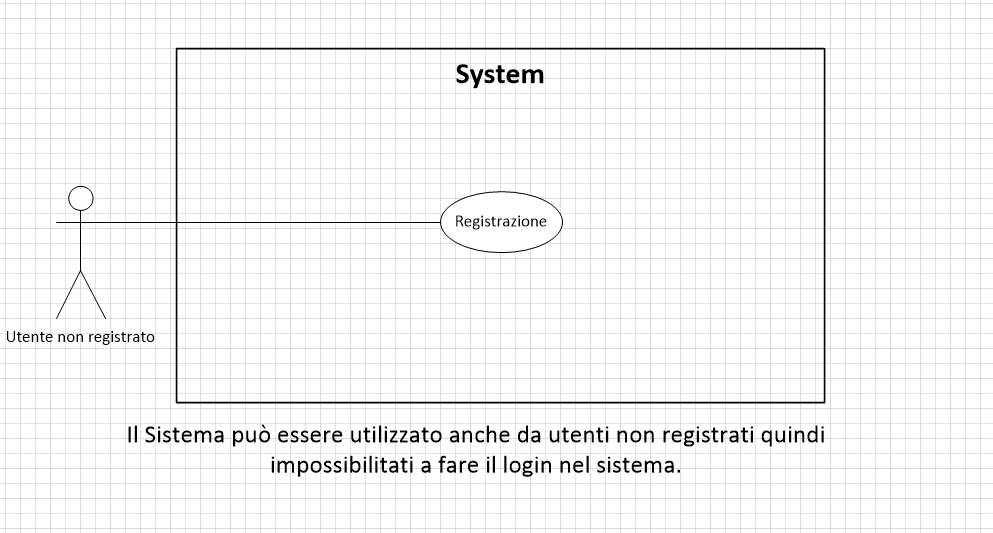 System
Registrazione
Utente non registrato
Il Sistema può essere utilizzato anche da utenti non registrati quindi
impossibilitati a fare il login nel sistema.